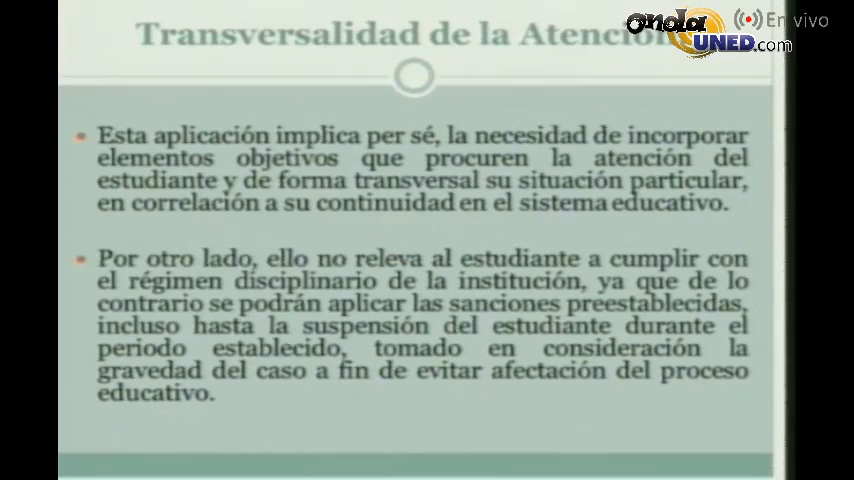 Transversalidad de la Atención
onda
UNED.com
En vivo
• Esta aplicación implica per sé, la necesidad de incorporar
elementos objetivos que procuren la atención del
estudiante y de forma transversal su situación particular,
en correlación a su continuidad en el sistema educativo.
• Por otro lado, ello no releva al estudiante a cumplir con
el régimen disciplinario de la institución, ya que de lo
contrario se podrán aplicar las sanciones preestablecidas,
incluso hasta la suspensión del estudiante durante el
periodo establecido, tomado en consideración la
gravedad del caso a fin de evitar afectación del proceso
educativo.